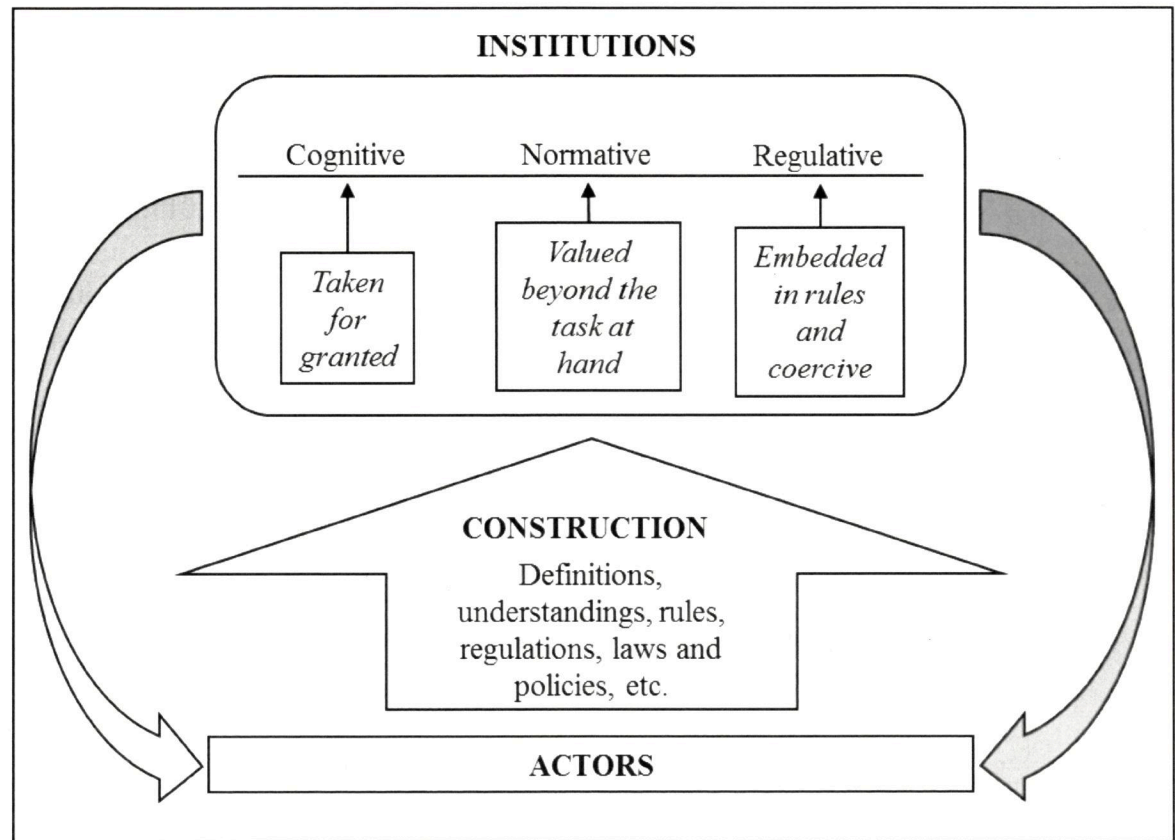 INSTITUTIONS
Cognitive
Normative
Regulative
Taken
for
granted
Valued
beyond the
task at
hand
Embedded
in rules
and
coercive
CONSTRUCTION
Definitions,
understandings, rules,
regulations, laws and
policies, etc.
ACTORS